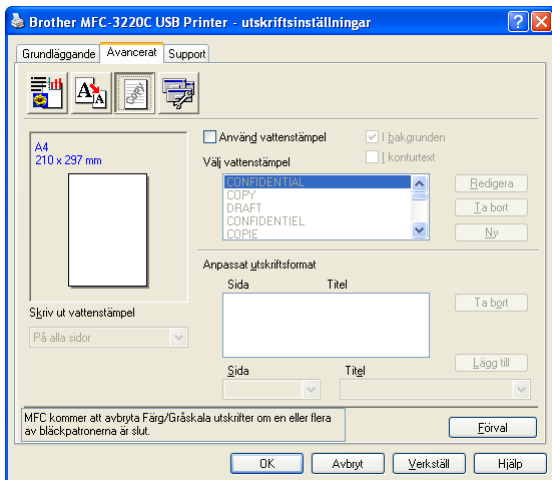 Brother MFC-3220C USB Printer - utskriftsinställningar
Grundläggande Avancerat Support
A4
210 x 297 mm
Använd vattenstämpel
I bakgrunden
I konturtext
Välj vattenstämpel
CONFIDENTIAL
COPY
DRAFT
CONFIDENTIEL
COPIE
Redigera
Ta bort
Ny
Skriv ut vattenstämpel
På alla sidor
Anpassat utskriftsformat
Sida Titel
Ta bort
Lägg till
Sida Titel
MFC kommer att avbryta Färg/Gråskala utskrifter om en eller flera
av bläckpatronerna är slut.
Förval
OK Avbryt Verkställ Hjälp